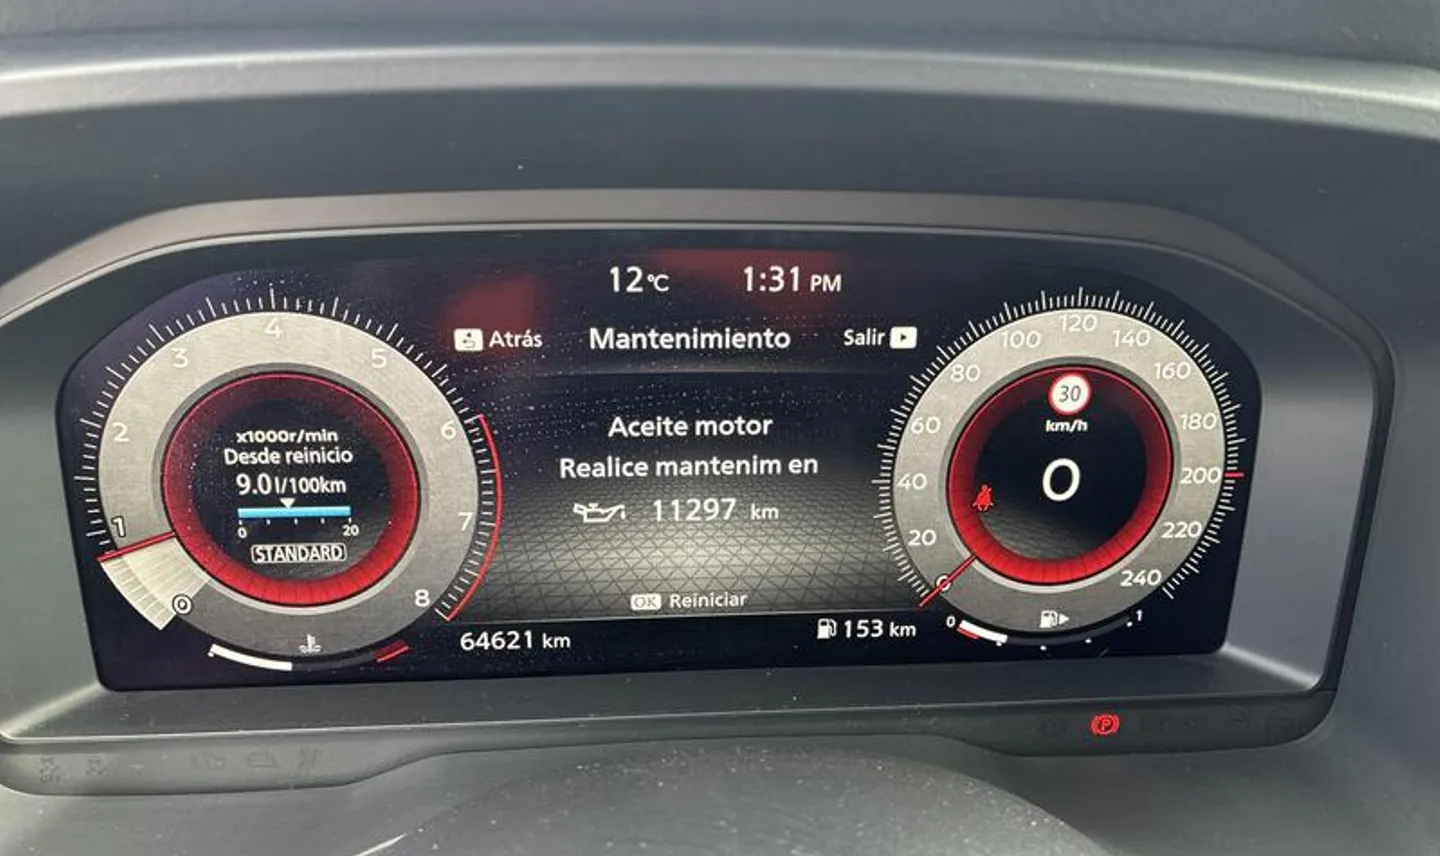 12°C 1:31 PM
Atrás Mantenimiento Salir
Aceite motor
Realice mantenim en
11297 km
OK Reiniciar
64621 km 153 km
0 1 2 3 4 5 6 7 8
x1000r/min
Desde reinicio
9.0 l/100km
0 20
STANDARD
0 20 40 60 80 100 120 140 160 180 200 220 240
30
km/h
0
0 1
P